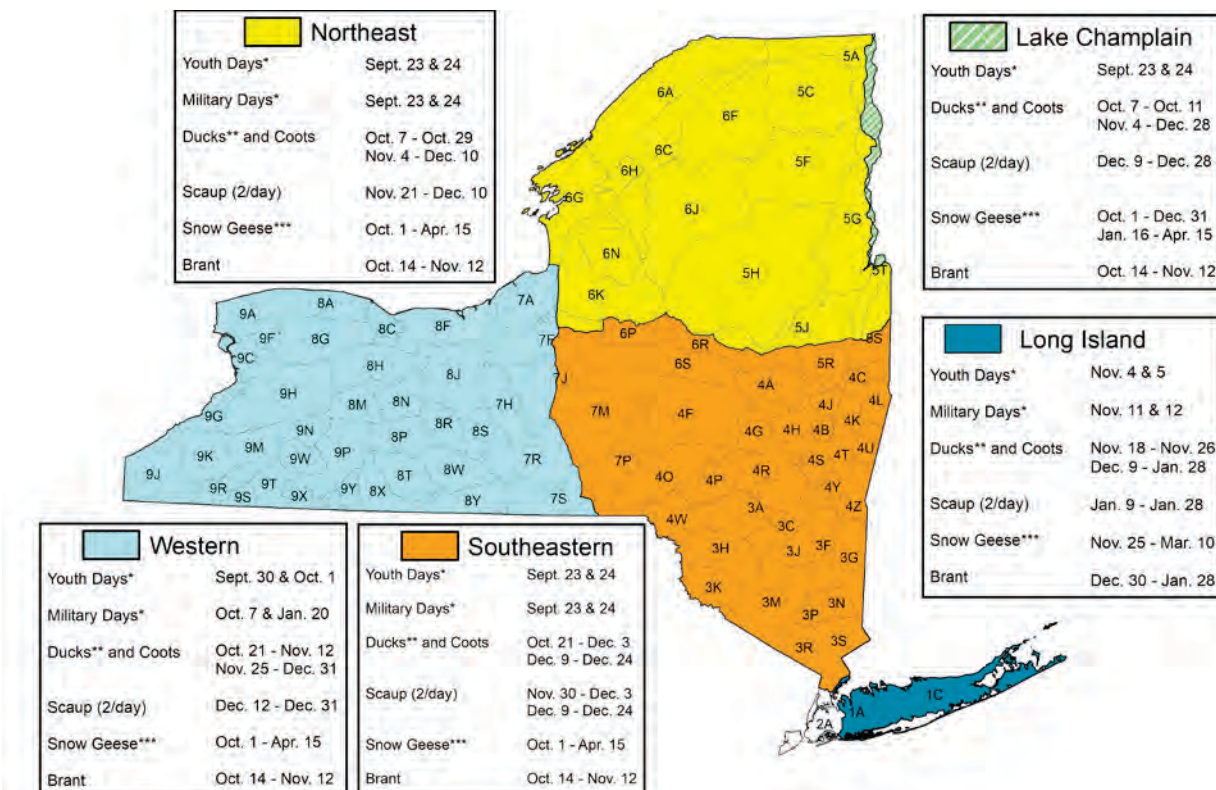 Northeast
Youth Days* Sept. 23 & 24
Military Days* Sept. 23 & 24
Ducks** and Coots Oct. 7 - Oct. 29
Nov. 4 - Dec. 10
Scaup (2/day) Nov. 21 - Dec. 10
Snow Geese*** Oct. 1 - Apr. 15
Brant Oct. 14 - Nov. 12
Lake Champlain
Youth Days* Sept. 23 & 24
Ducks** and Coots Oct. 7 - Oct. 11
Nov. 4 - Dec. 28
Scaup (2/day) Dec. 9 - Dec. 28
Snow Geese*** Oct. 1 - Dec. 31
Jan. 16 - Apr. 15
Brant Oct. 14 - Nov. 12
Long Island
Youth Days* Nov. 4 & 5
Military Days* Nov. 11 & 12
Ducks** and Coots Nov. 18 - Nov. 26
Dec. 9 - Jan. 28
Scaup (2/day) Jan. 9 - Jan. 28
Snow Geese*** Nov. 25 - Mar. 10
Brant Dec. 30 - Jan. 28
Western
Youth Days* Sept. 30 & Oct. 1
Military Days* Oct. 7 & Jan. 20
Ducks** and Coots Oct. 21 - Nov. 12
Nov. 25 - Dec. 31
Scaup (2/day) Dec. 12 - Dec. 31
Snow Geese*** Oct. 1 - Apr. 15
Brant Oct. 14 - Nov. 12
Southeastern
Youth Days* Sept. 23 & 24
Military Days* Sept. 23 & 24
Ducks** and Coots Oct. 21 - Dec. 3
Dec. 9 - Dec. 24
Scaup (2/day) Nov. 30 - Dec. 3
Dec. 9 - Dec. 24
Snow Geese*** Oct. 1 - Apr. 15
Brant Oct. 14 - Nov. 12
5A
6A
5C
6F
6C
5F
6H
6G
6J
5G
6N
5H
5T
6K
5J
6P
6R
5S
6S
5R
7A
8A
9A
8C
8F
9F
8G
7F
9C
8H
8J
7J
9H
8M
8N
7H
9G
9N
8R
8S
8P
9M
9K
9W
9P
7R
9J
8T
8W
9R
9S
9T
9X
9Y
8X
8Y
7S
4A
4C
7M
4F
4J
4L
4G
4H
4B
4K
4U
7P
4O
4P
4R
4S
4T
4Y
3A
4Z
4W
3C
3H
3J
3F
3G
3K
3M
3N
3P
3R
3S
1C
1A
2A